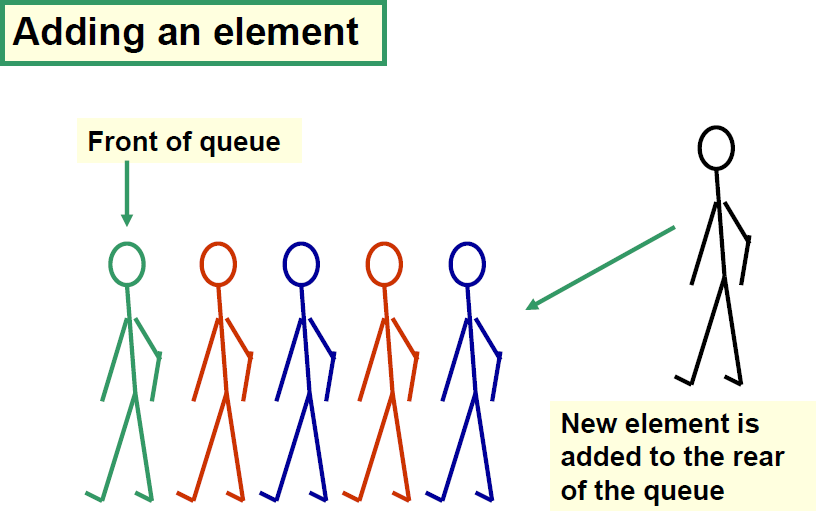 Adding an element
Front of queue
New element is
added to the rear
of the queue